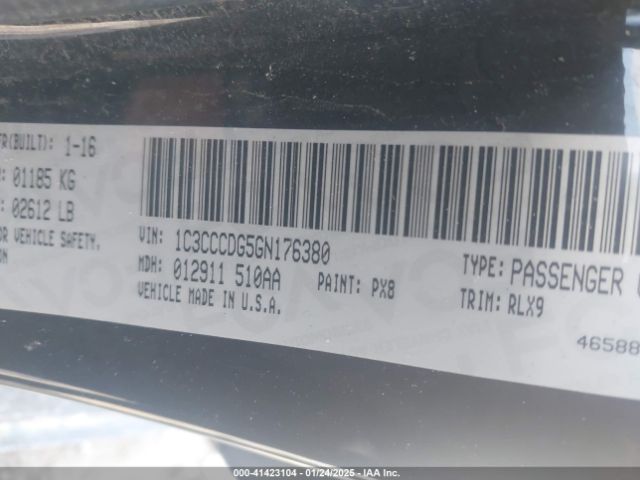 FR(BUILT): 1-16
01185 KG
02612 LB
OR VEHICLE SAFETY,
ON
VIN: 1C3CCCDG5GN176380
MDH: 012911 510AA
PAINT: PX8
VEHICLE MADE IN U.S.A.
TYPE: PASSENGER
TRIM: RLX9
46588
000-41423104 - 01/24/2025 - IAA Inc.